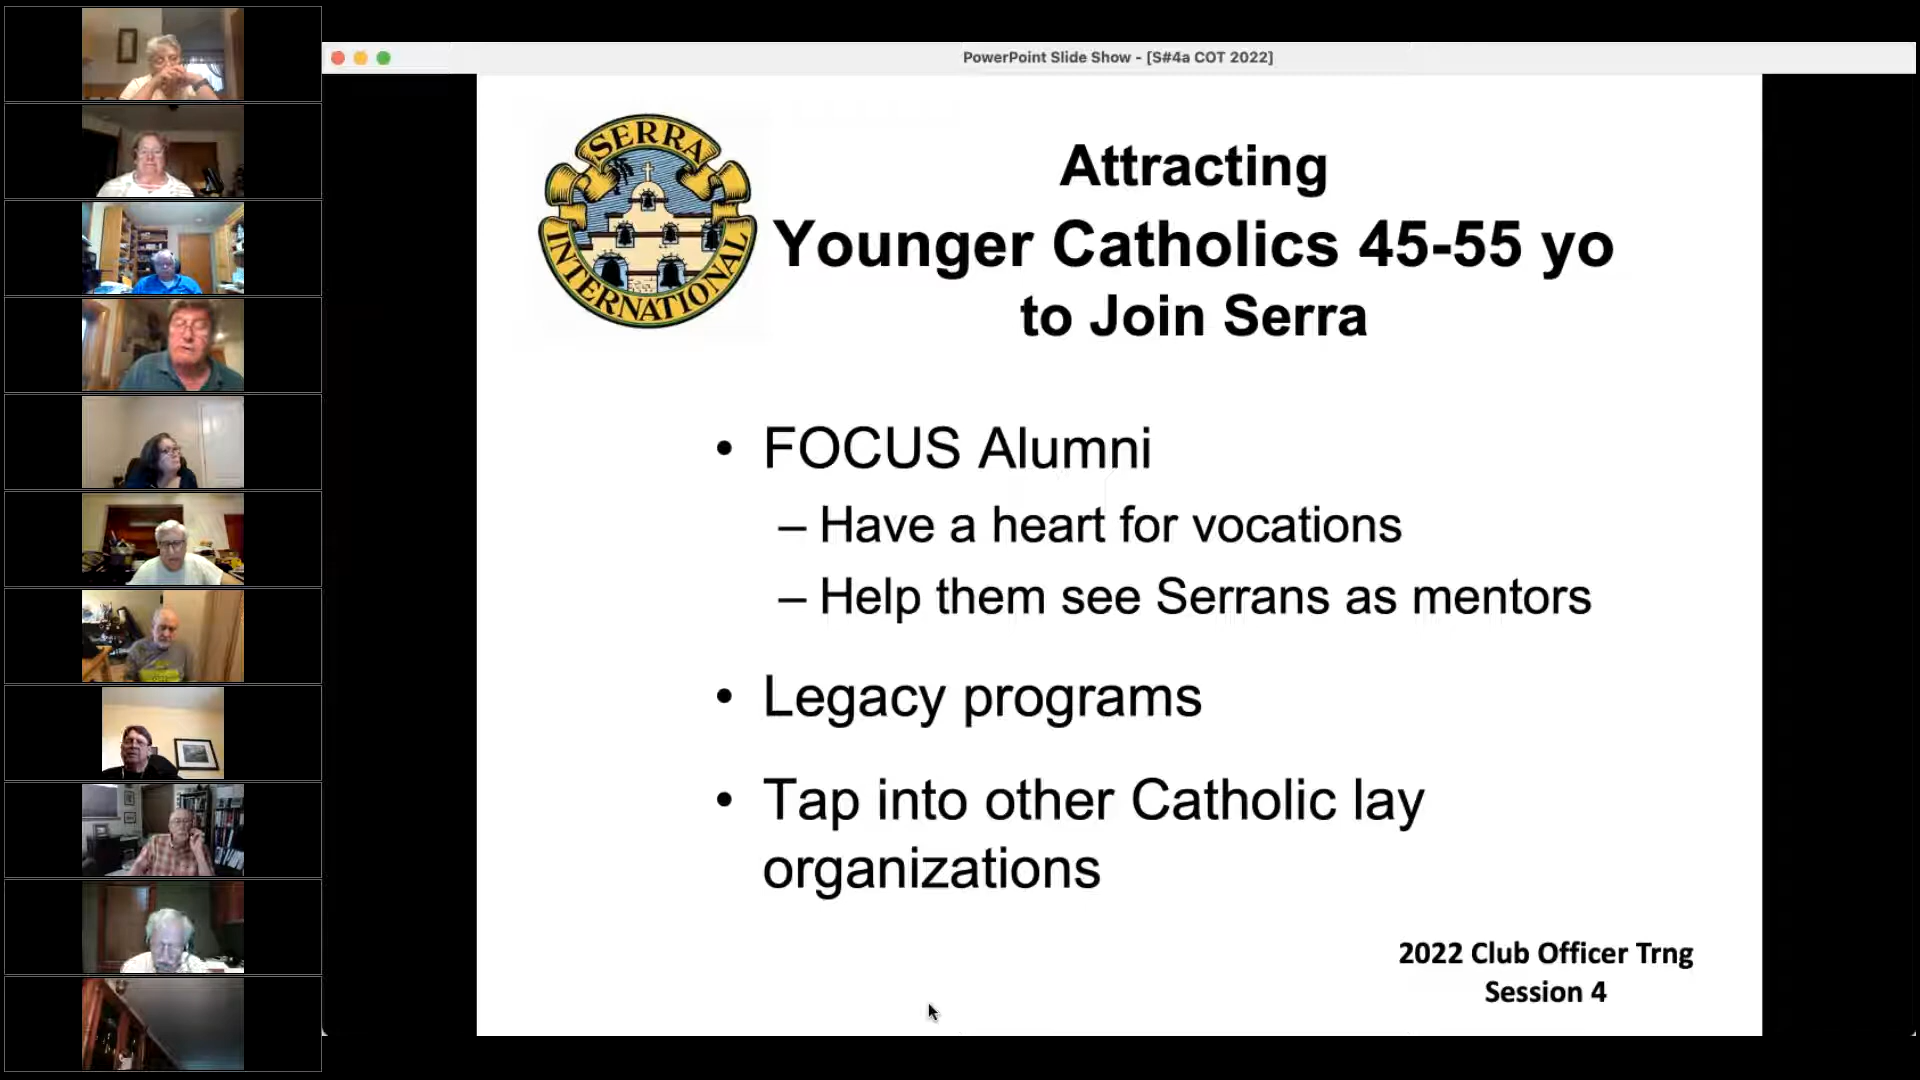 PowerPoint Slide Show - [S#4a COT 2022]
SERRA
INTERNATIONAL
Attracting
Younger Catholics 45-55 yo
to Join Serra
• FOCUS Alumni
– Have a heart for vocations
– Help them see Serrans as mentors
• Legacy programs
• Tap into other Catholic lay
organizations
2022 Club Officer Trng
Session 4